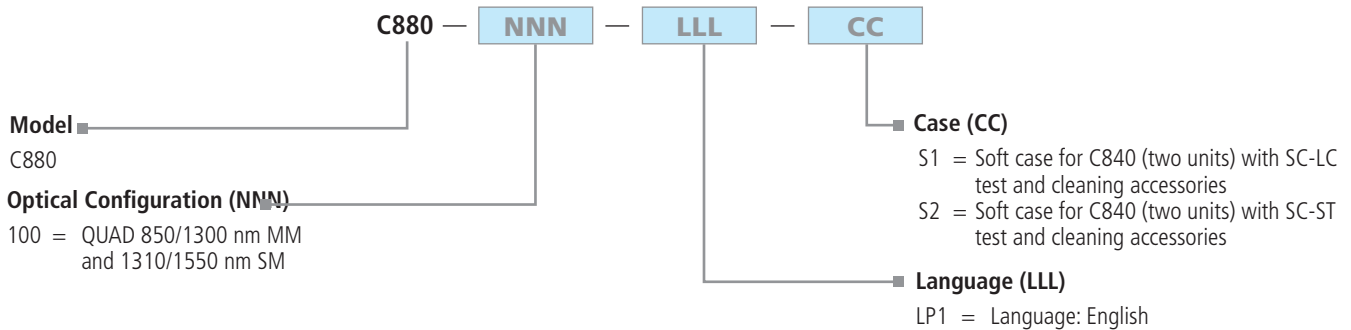 C880 — NNN — LLL — CC
Model
C880
Optical Configuration (NNN)
100 = QUAD 850/1300 nm MM
and 1310/1550 nm SM
Case (CC)
S1 = Soft case for C840 (two units) with SC-LC
test and cleaning accessories
S2 = Soft case for C840 (two units) with SC-ST
test and cleaning accessories
Language (LLL)
LP1 = Language: English